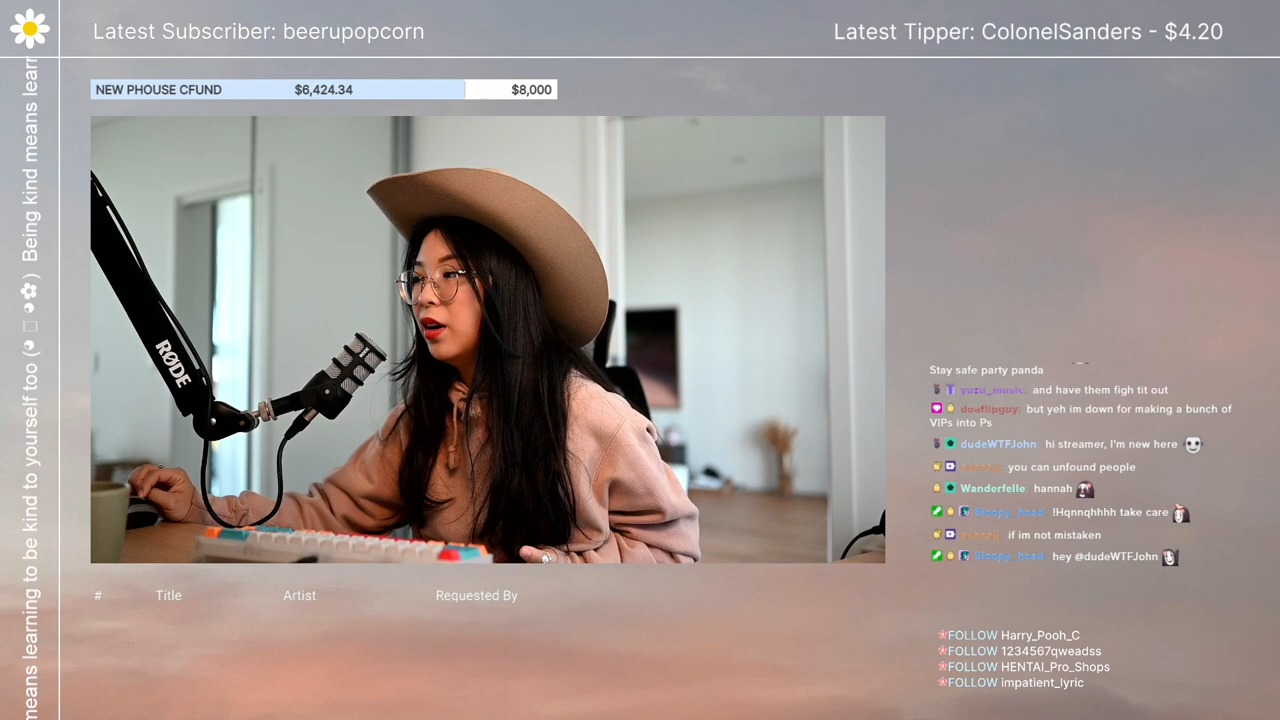 Latest Subscriber: beerupopcorn
Latest Tipper: ColonelSanders - $4.20
NEW PHOUSE CFUND $6,424.34 $8,000
means learning to be kind to yourself too (◕ □ ◕✿) Being kind means learn
RØDE
Stay safe party panda
yuzu_music: and have them figh tit out
doaflipguy: but yeh im down for making a bunch of
VIPs into Ps
dudeWTFJohn: hi streamer, I'm new here
you can unfound people
Wanderfelle: hannah
Sleepy_head: !Hqnnqhhhh take care
if im not mistaken
Sleepy_head: hey @dudeWTFJohn
# Title Artist Requested By
FOLLOW Harry_Pooh_C
FOLLOW 1234567qweadss
FOLLOW HENTAI_Pro_Shops
FOLLOW impatient_lyric